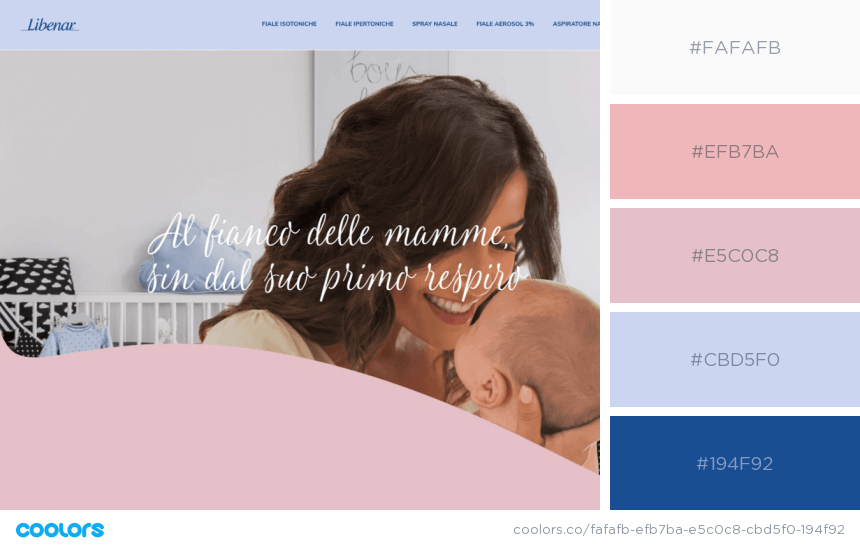 Libenar
FIALE ISOTONICHE
FIALE IPERTONICHE
SPRAY NASALE
FIALE AEROSOL 3%
ASPIRATORE NA
boys
Al fianco delle mamme,
sin dal suo primo respiro
#FAFAFB
#EFB7BA
#E5C0C8
#CBD5F0
#194F92
coolors
coolors.co/fafafb-efb7ba-e5c0c8-cbd5f0-194f92